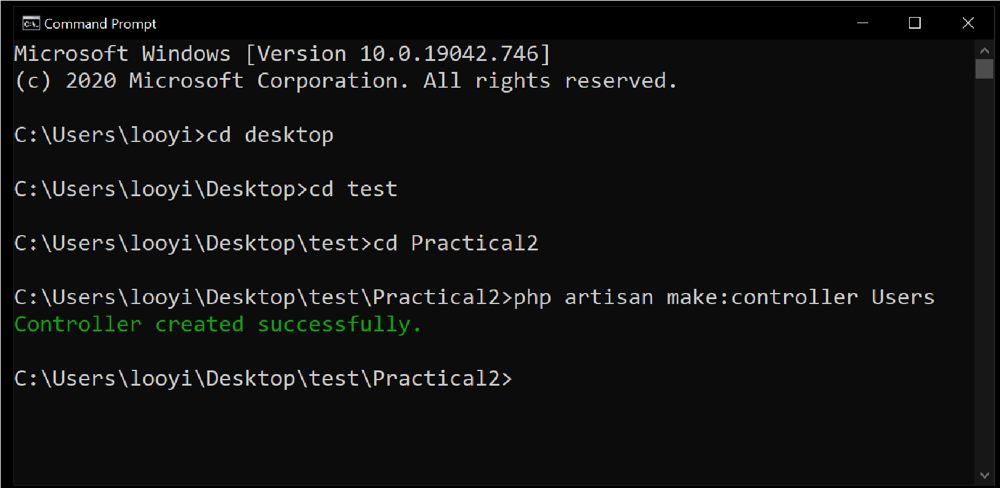 Command Prompt
Microsoft Windows [Version 10.0.19042.746]
(c) 2020 Microsoft Corporation. All rights reserved.
C:\Users\looyi>cd desktop
C:\Users\looyi\Desktop>cd test
C:\Users\looyi\Desktop\test>cd Practical2
C:\Users\looyi\Desktop\test\Practical2>php artisan make:controller Users
Controller created successfully.
C:\Users\looyi\Desktop\test\Practical2>